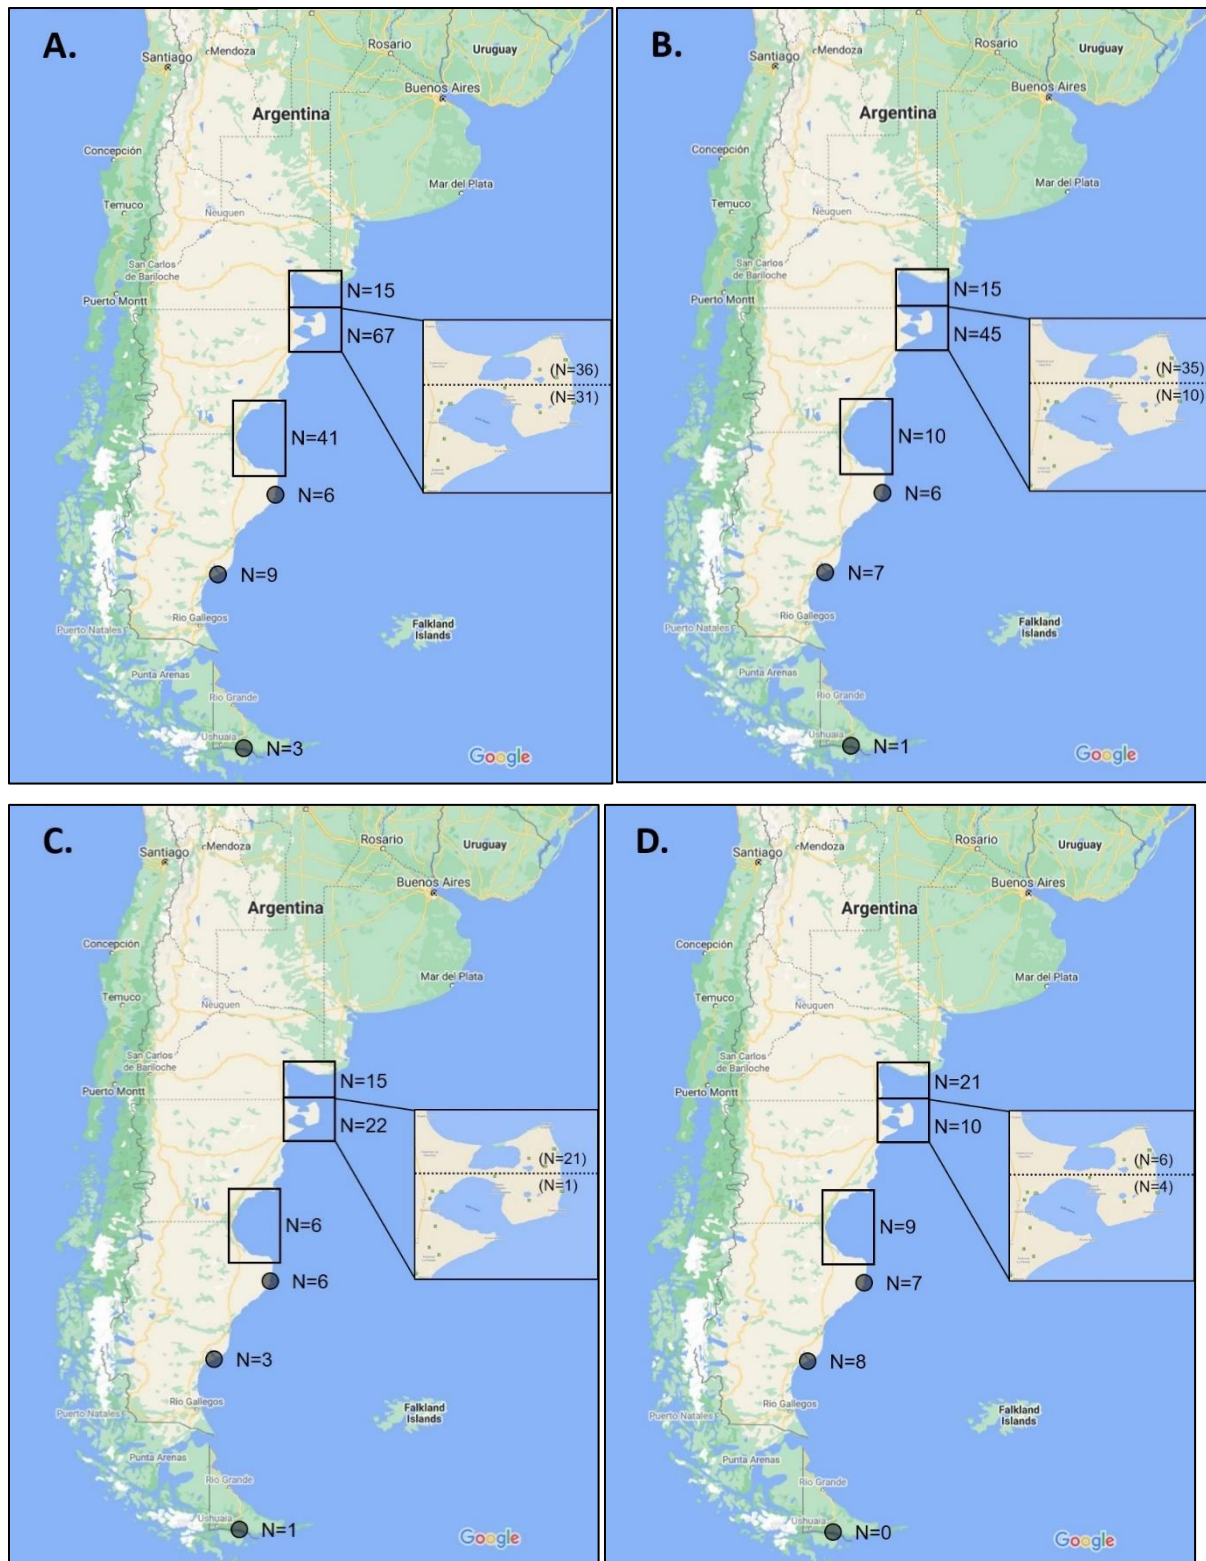 A.
Santiago
Mendoza
Rosario
Uruguay
Buenos Aires
Argentina
Concepción
Mar del Plata
Temuco
Neuquen
San Carlos
de Bariloche
Puerto Montt
N=15
N=67
(N=36)
(N=31)
N=41
N=6
N=9
Rio Gallegos
Puerto Natales
Falkland
Islands
Punta Arenas
Rio Grande
Ushuaia
N=3
Google
B.
Santiago
Mendoza
Rosario
Uruguay
Buenos Aires
Argentina
Concepción
Mar del Plata
Temuco
Neuquen
San Carlos
de Bariloche
Puerto Montt
N=15
N=45
(N=35)
(N=10)
N=10
N=6
N=7
Rio Gallegos
Puerto Natales
Falkland
Islands
Punta Arenas
Rio Grande
Ushuaia
N=1
Google
C.
Santiago
Mendoza
Rosario
Uruguay
Buenos Aires
Argentina
Concepción
Mar del Plata
Temuco
Neuquen
San Carlos
de Bariloche
Puerto Montt
N=15
N=22
(N=21)
(N=1)
N=6
N=6
N=3
Rio Gallegos
Puerto Natales
Falkland
Islands
Punta Arenas
Rio Grande
Ushuaia
N=1
Google
D.
Santiago
Mendoza
Rosario
Uruguay
Buenos Aires
Argentina
Concepción
Mar del Plata
Temuco
Neuquen
San Carlos
de Bariloche
Puerto Montt
N=21
N=10
(N=6)
(N=4)
N=9
N=7
N=8
Rio Gallegos
Puerto Natales
Falkland
Islands
Punta Arenas
Rio Grande
Ushuaia
N=0
Google